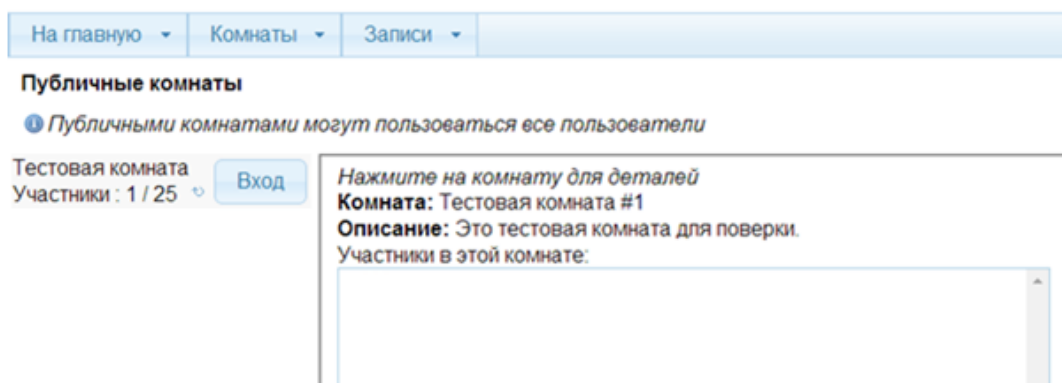 На главную Комнаты Записи
Публичные комнаты
Публичными комнатами могут пользоваться все пользователи
Тестовая комната
Участники : 1 / 25
Вход
Нажмите на комнату для деталей
Комната: Тестовая комната #1
Описание: Это тестовая комната для поверки.
Участники в этой комнате: